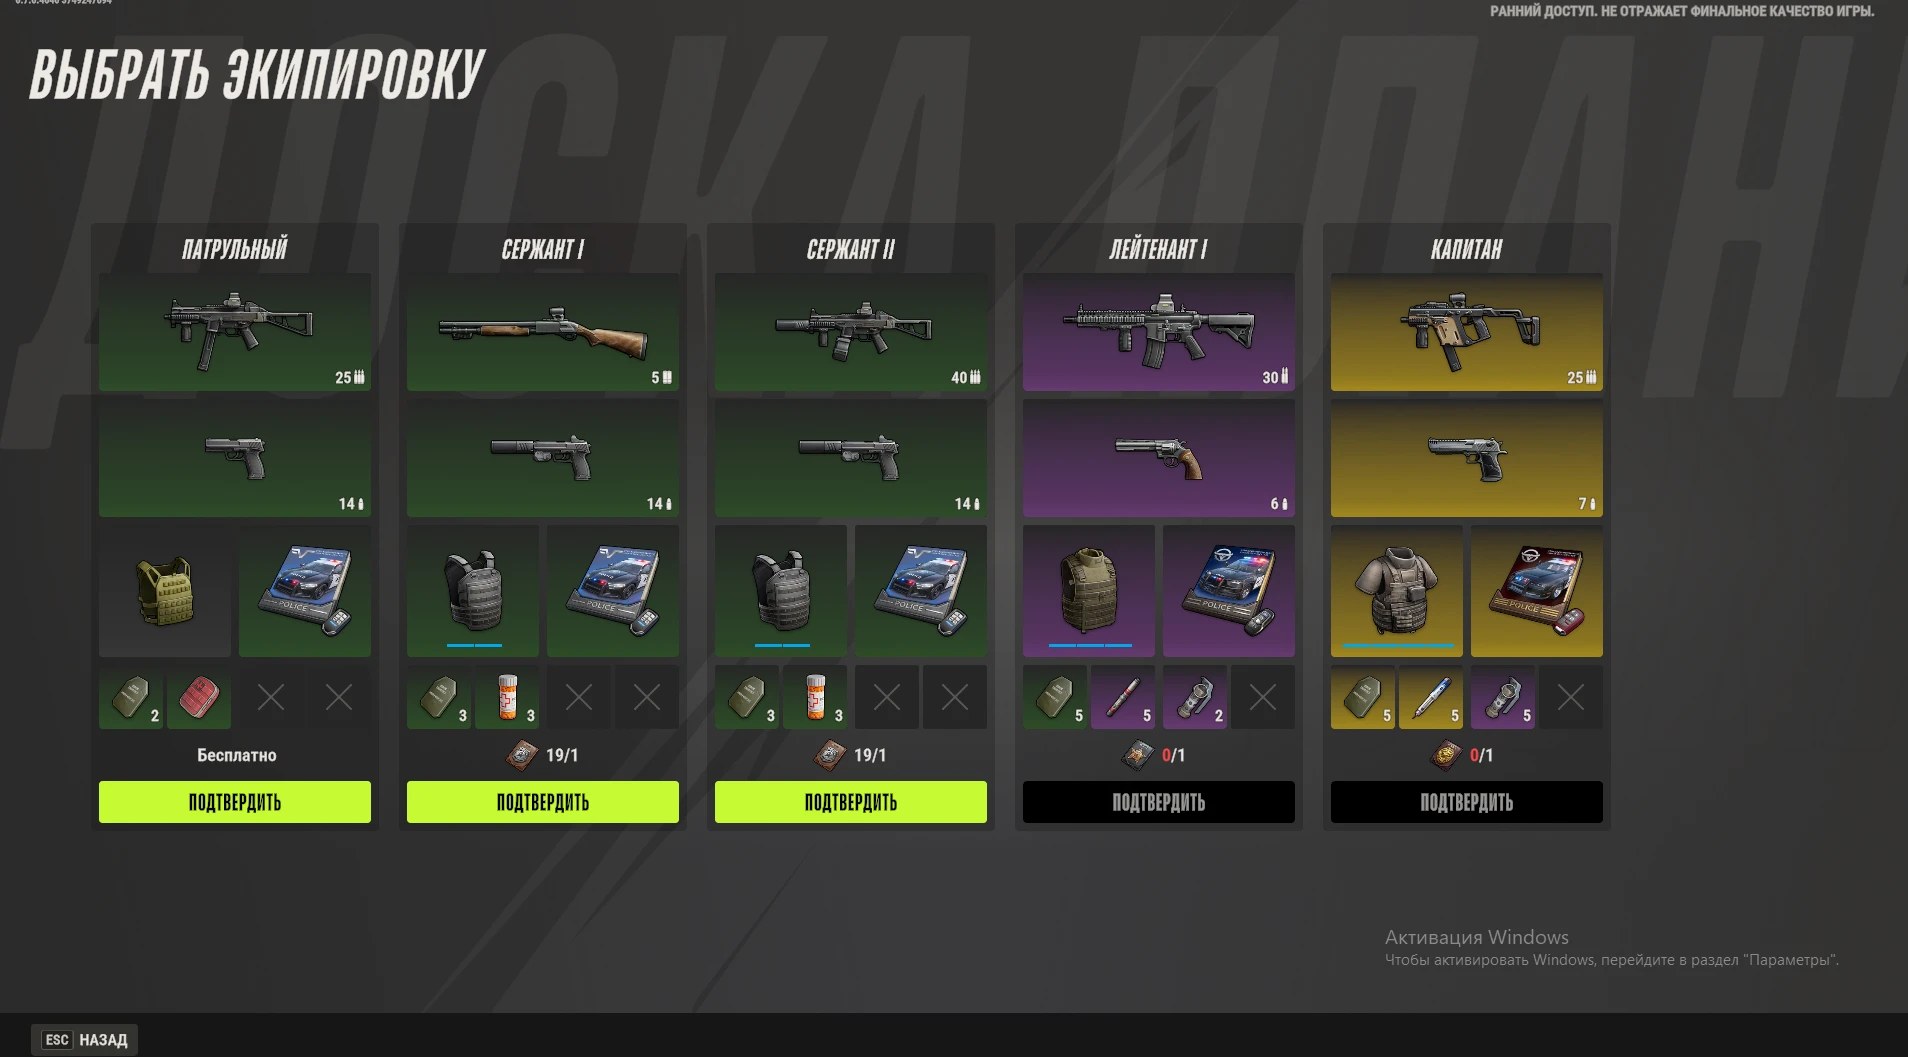 РАННИЙ ДОСТУП. НЕ ОТРАЖАЕТ ФИНАЛЬНОЕ КАЧЕСТВО ИГРЫ.
ВЫБРАТЬ ЭКИПИРОВКУ
ДОСКА ПЛАНИ
ПАТРУЛЬНЫЙ
СЕРЖАНТ I
СЕРЖАНТ II
ЛЕЙТЕНАНТ I
КАПИТАН
25
5
40
30
25
14
14
14
6
7
POLICE
POLICE
POLICE
POLICE
POLICE
2
3
3
3
3
5
5
2
5
5
5
Бесплатно
19/1
19/1
0/1
0/1
ПОДТВЕРДИТЬ
ПОДТВЕРДИТЬ
ПОДТВЕРДИТЬ
ПОДТВЕРДИТЬ
ПОДТВЕРДИТЬ
Активация Windows
Чтобы активировать Windows, перейдите в раздел "Параметры".
ESC НАЗАД